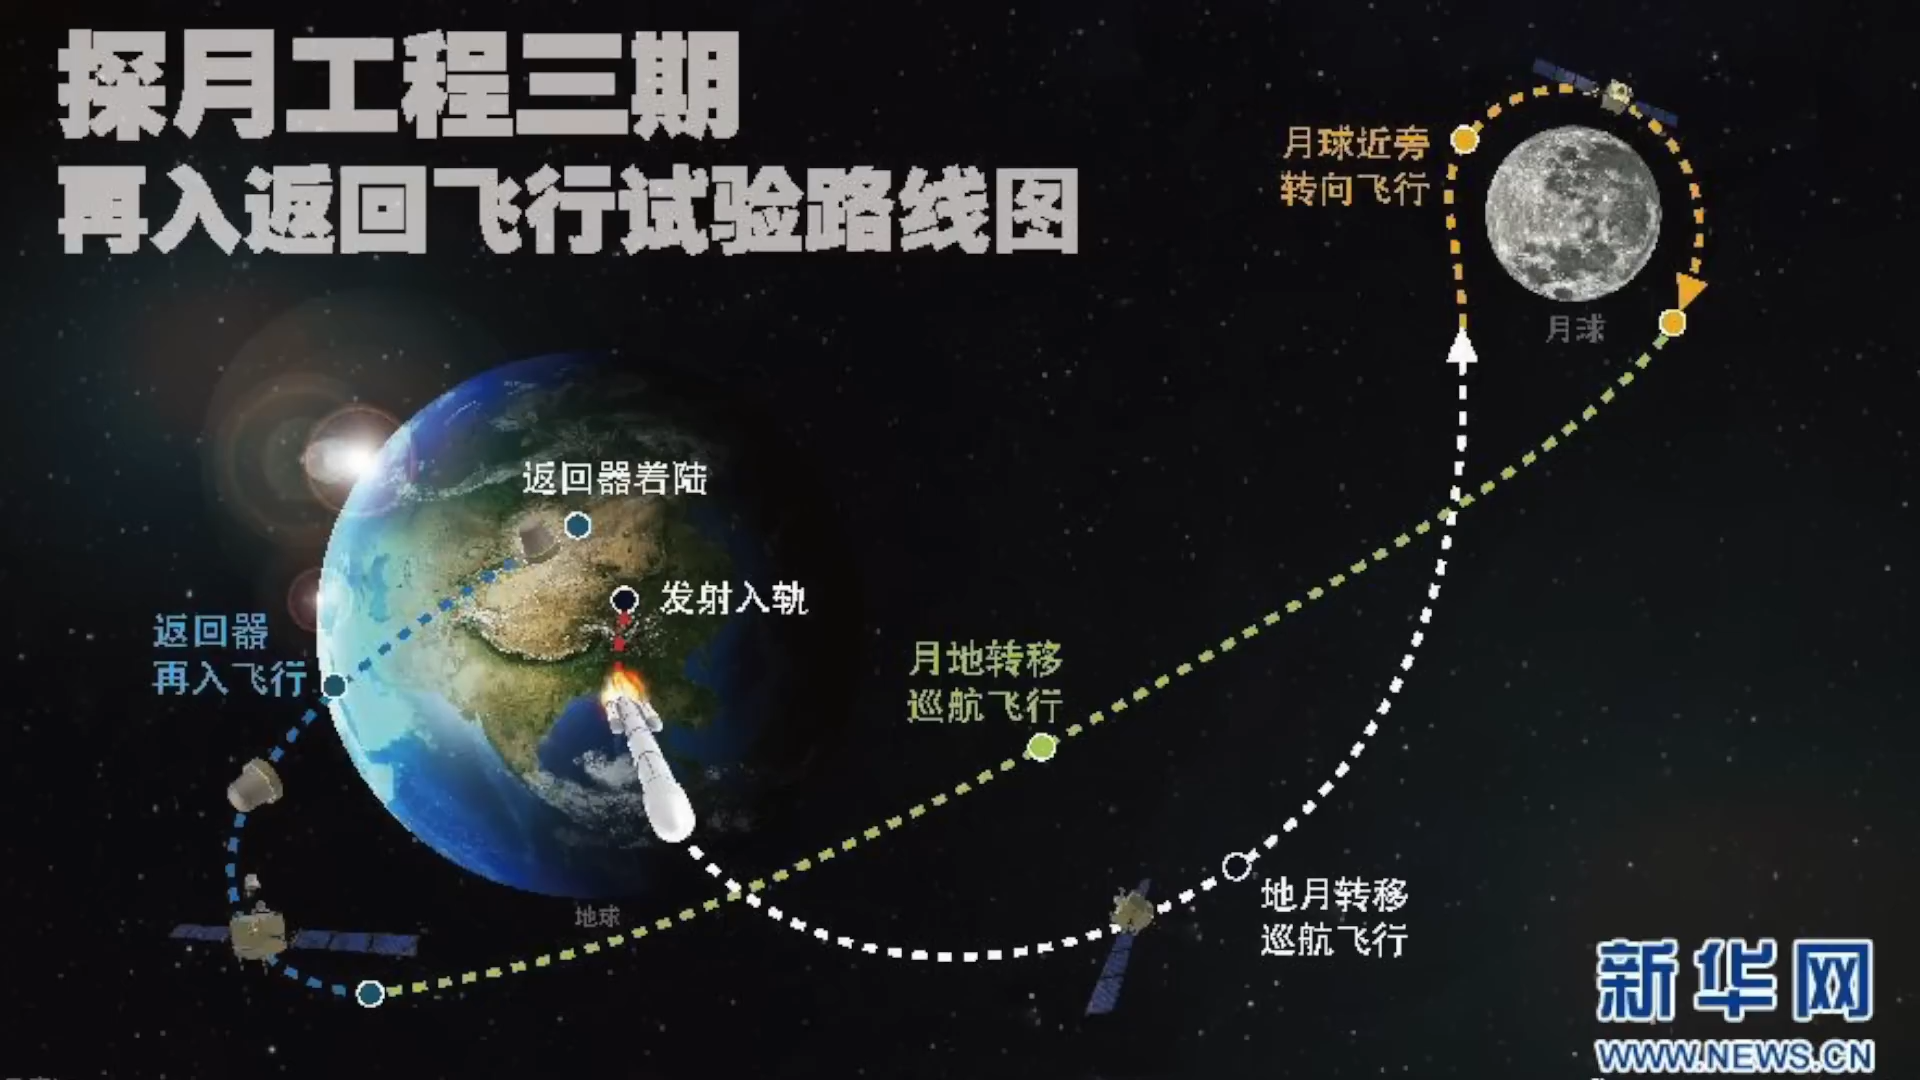 探月工程三期
再入返回飞行试验路线图
月球近旁
转向飞行
月球
返回器着陆
发射入轨
返回器
再入飞行
月地转移
巡航飞行
地球
地月转移
巡航飞行
新华网
WWW.NEWS.CN